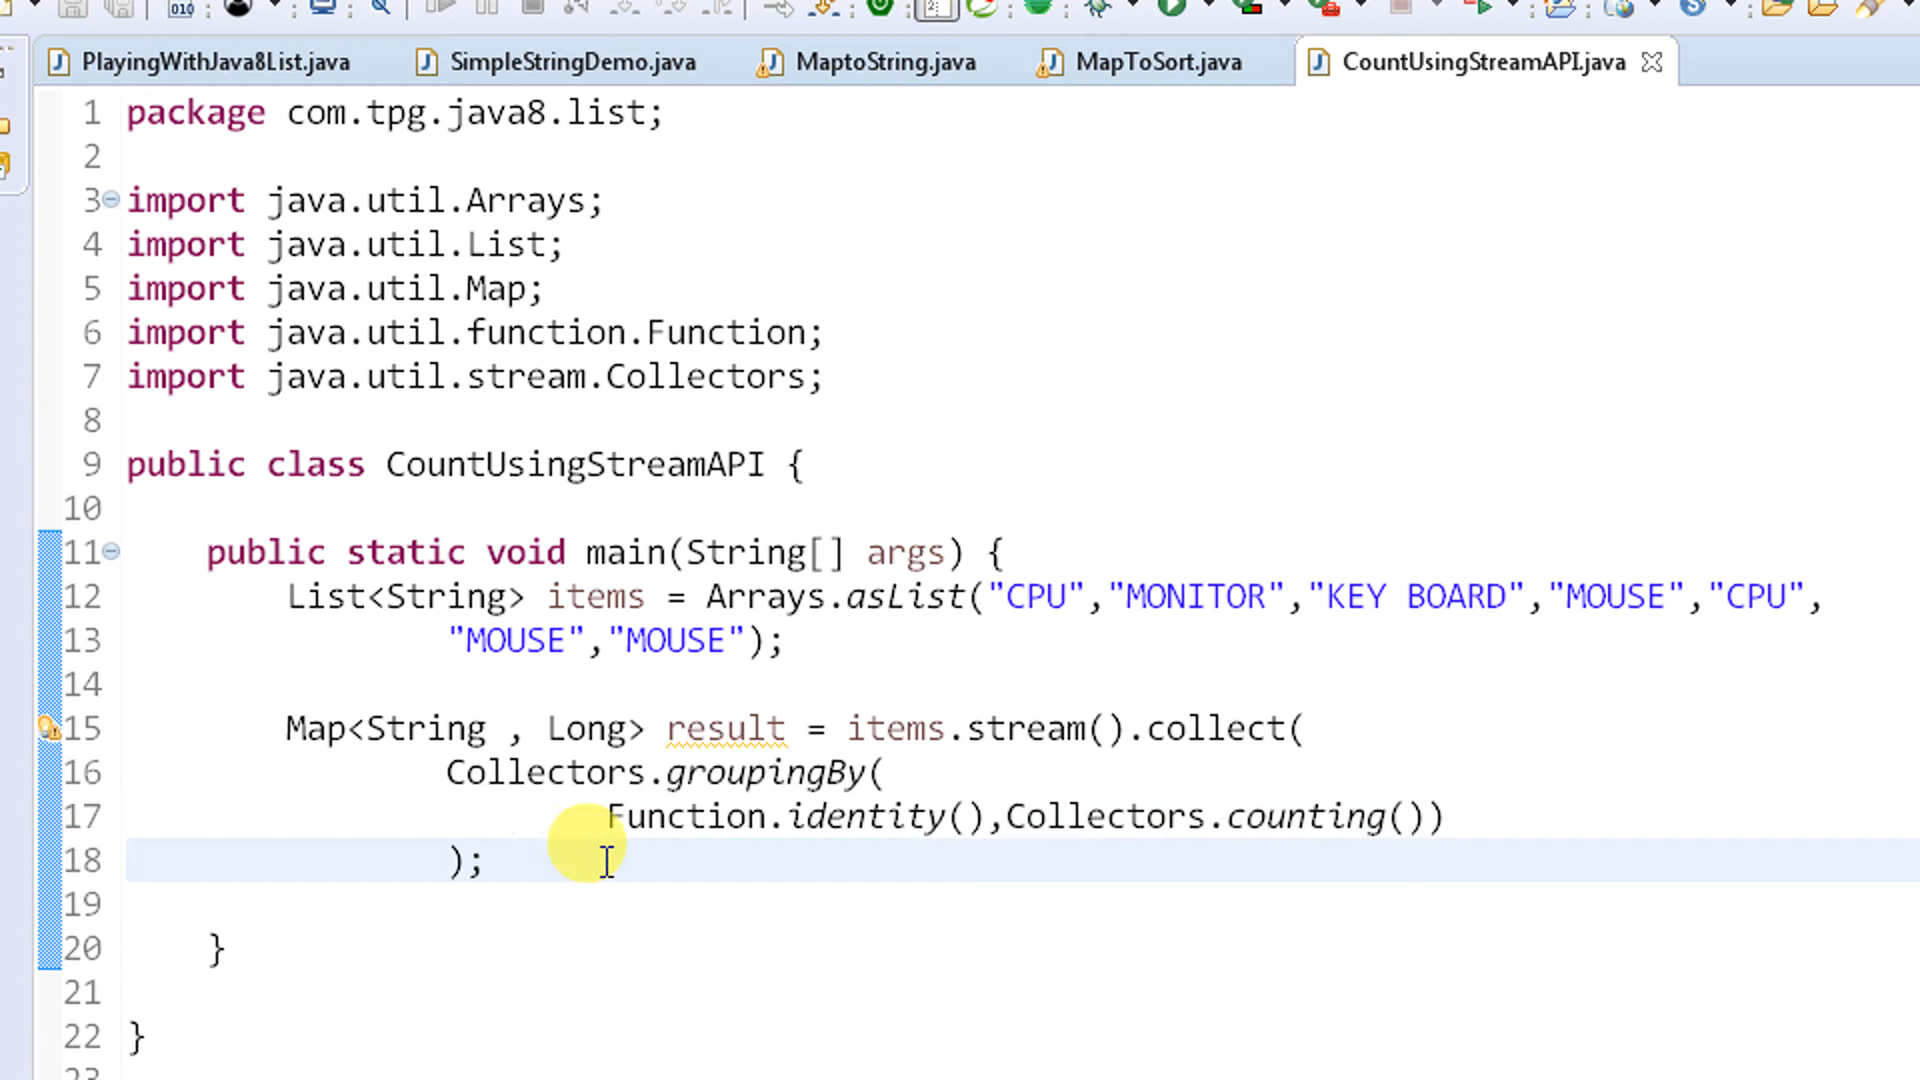 010
2
PlayingWithJava8List.java SimpleStringDemo.java MaptoString.java MapToSort.java CountUsingStreamAPI.java
1 package com.tpg.java8.list;
2
3 import java.util.Arrays;
4 import java.util.List;
5 import java.util.Map;
6 import java.util.function.Function;
7 import java.util.stream.Collectors;
8
9 public class CountUsingStreamAPI {
10
11 public static void main(String[] args) {
12 List<String> items = Arrays.asList("CPU","MONITOR","KEY BOARD","MOUSE","CPU",
13 "MOUSE","MOUSE");
14
15 Map<String , Long> result = items.stream().collect(
16 Collectors.groupingBy(
17 Function.identity(),Collectors.counting())
18 );
19
20 }
21
22 }
23